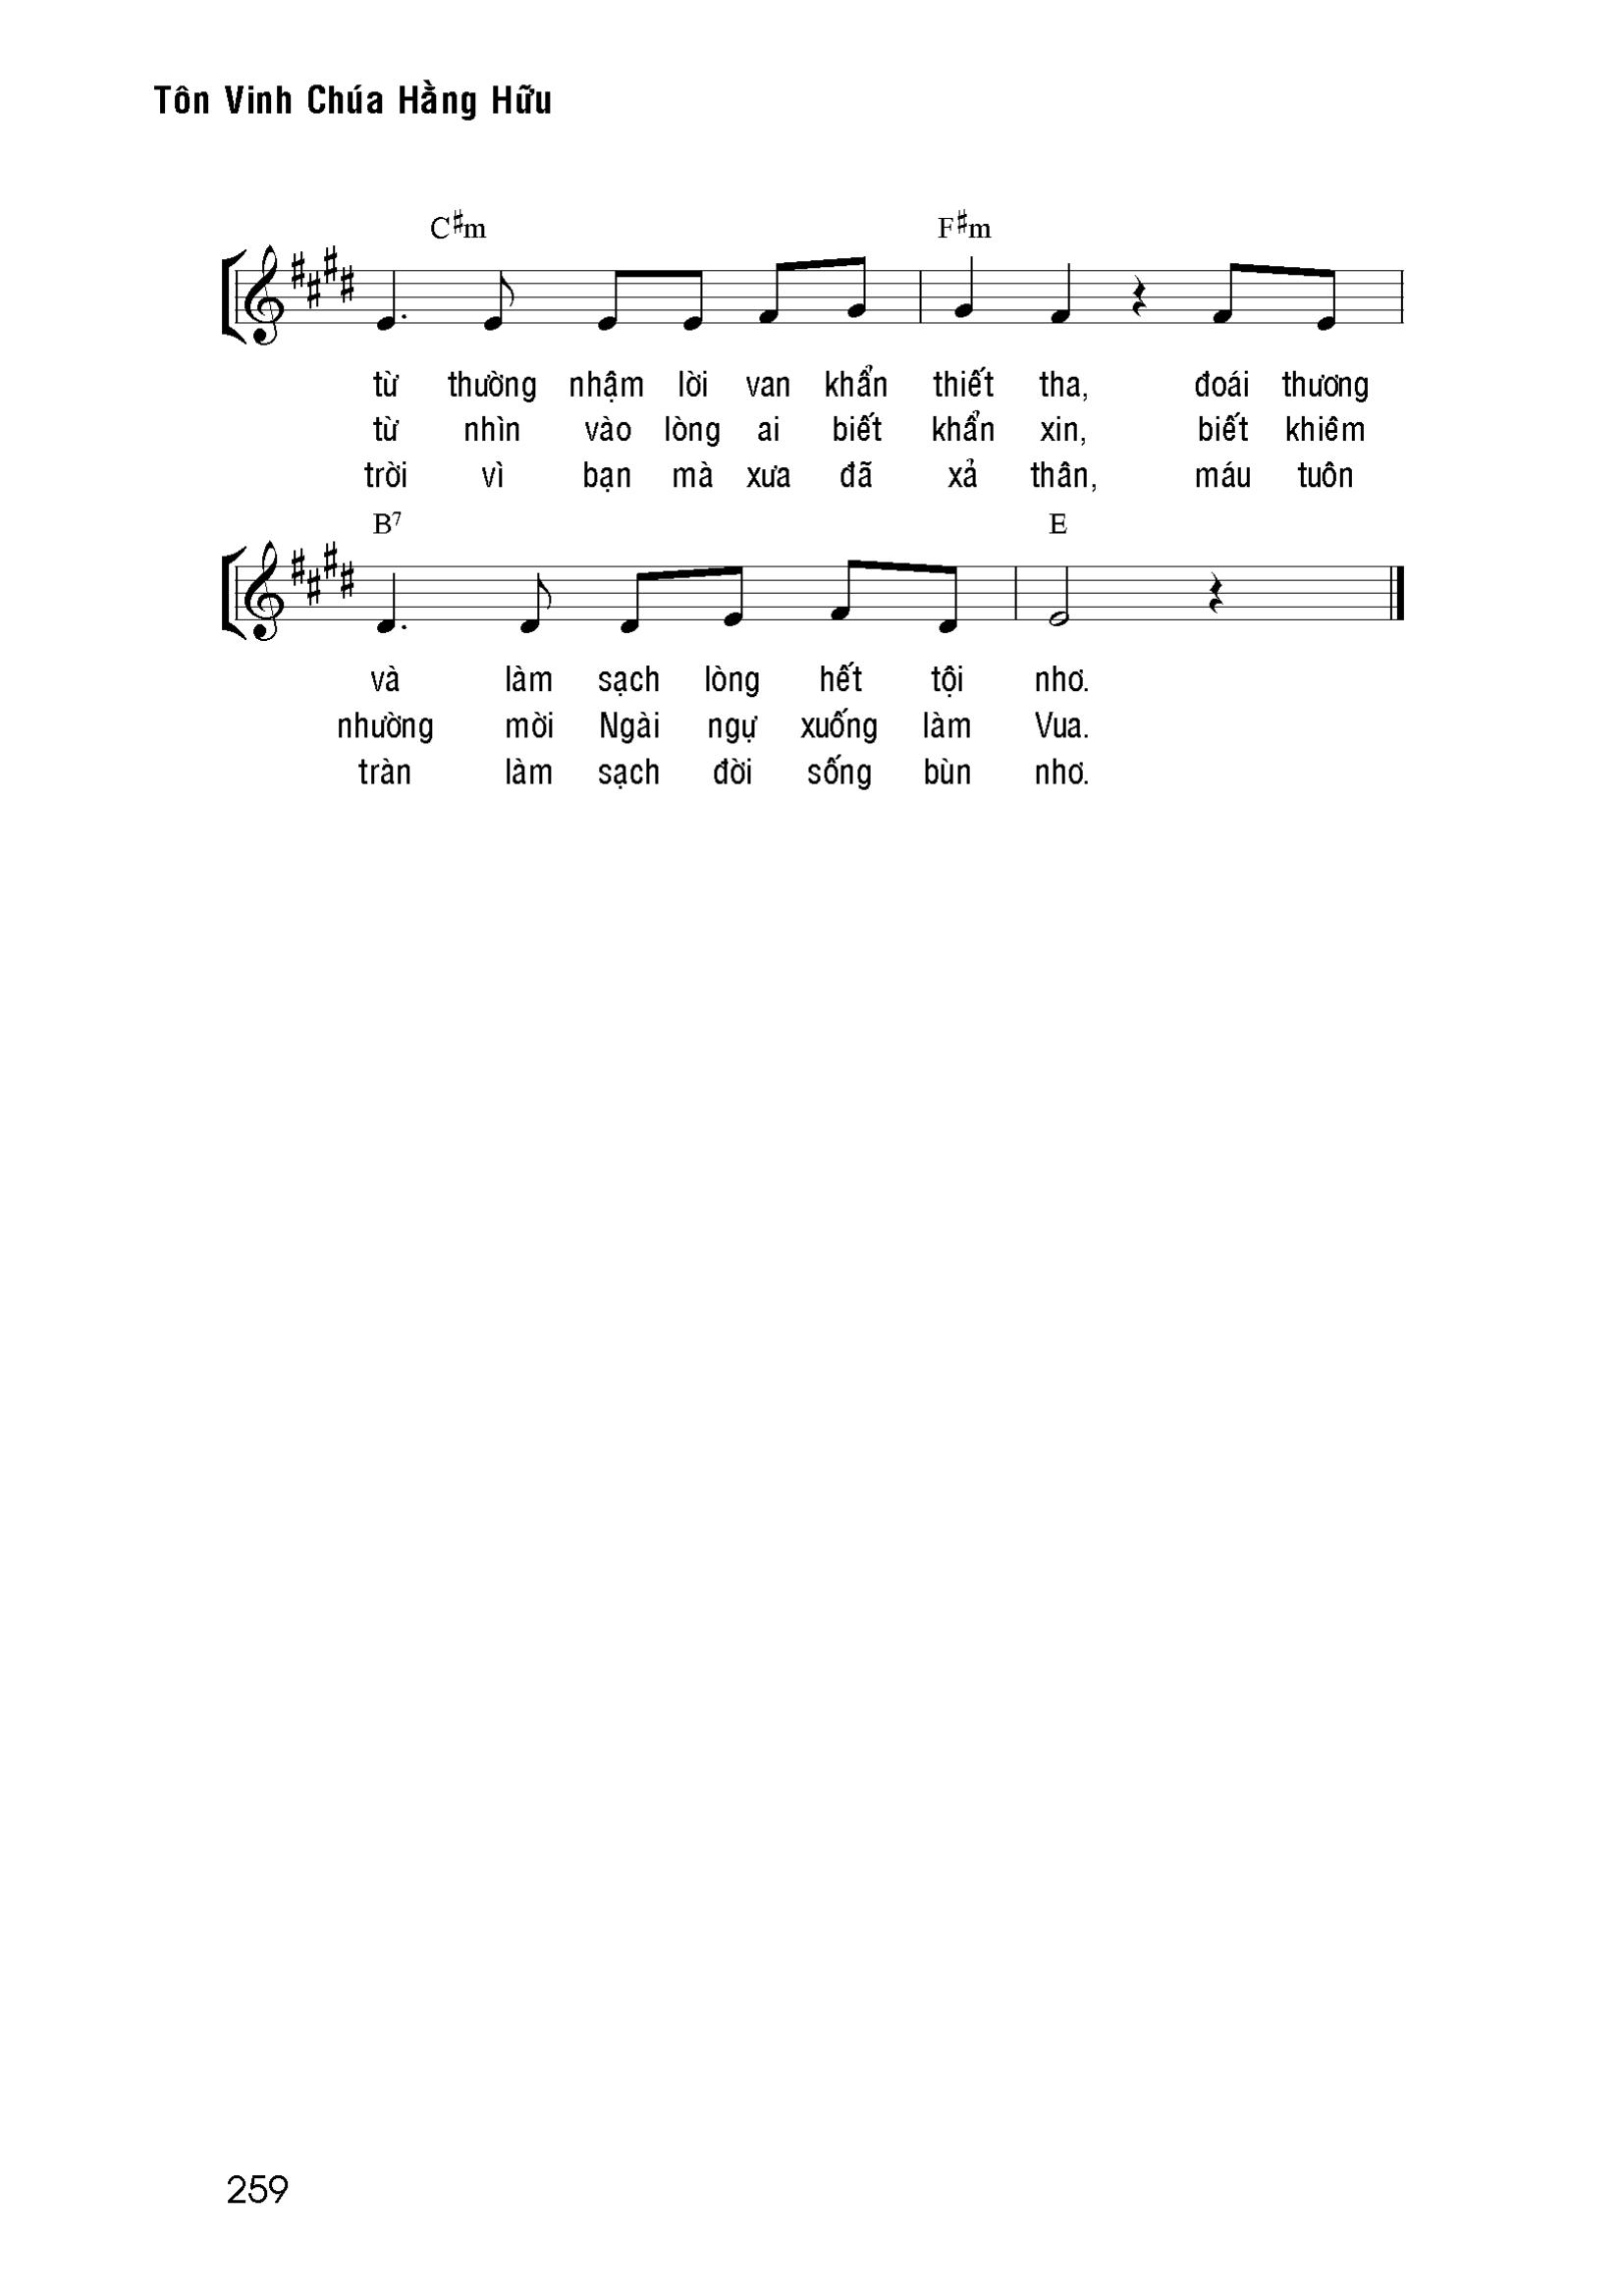 Tôn Vinh Chúa Hằng Hữu
C♯m F♯m
từ thường nhậm lời van khẩn thiết tha, đoái thương
từ nhìn vào lòng ai biết khẩn xin, biết khiêm
trời vì bạn mà xưa đã xả thân, máu tuôn
B7 E
và làm sạch lòng hết tội nhơ.
nhường mời Ngài ngự xuống làm Vua.
tràn làm sạch đời sống bùn nhơ.
259